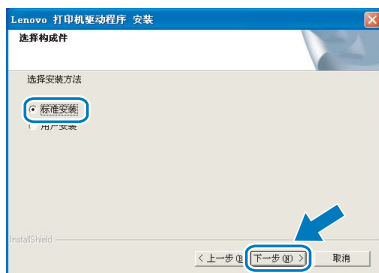 Lenovo 打印机驱动程序 安装
选择构成件
选择安装方法
标准安装
用户安装
InstallShield
< 上一步(B) 下一步(N) > 取消